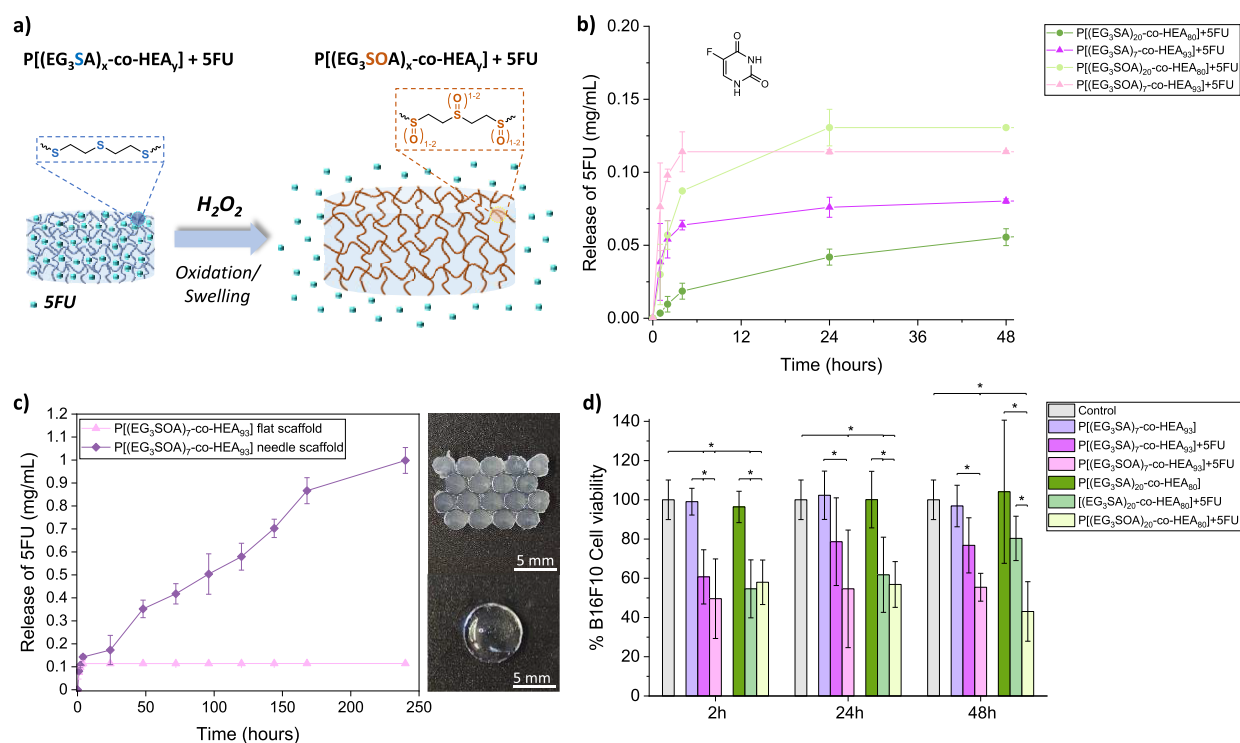 a)
P[(EG₃SA)ₓ-co-HEAᵧ] + 5FU
P[(EG₃SOA)ₓ-co-HEAᵧ] + 5FU
S
S
S
(O)1-2
S
S
S
(O)1-2
(O)1-2
H₂O₂
Oxidation/
Swelling
5FU
b)
Release of 5FU (mg/mL)
0.20
0.15
0.10
0.05
0.00
0
12
24
36
48
Time (hours)
F
O
NH
N
H
O
P[(EG₃SA)₂₀-co-HEA₈₀]+5FU
P[(EG₃SA)₇-co-HEA₉₃]+5FU
P[(EG₃SOA)₂₀-co-HEA₈₀]+5FU
P[(EG₃SOA)₇-co-HEA₉₃]+5FU
c)
Release of 5FU (mg/mL)
1.2
1.1
1
0.9
0.8
0.7
0.6
0.5
0.4
0.3
0.2
0.1
0
0
50
100
150
200
250
Time (hours)
P[(EG₃SOA)₇-co-HEA₉₃] flat scaffold
P[(EG₃SOA)₇-co-HEA₉₃] needle scaffold
5 mm
5 mm
d)
% B16F10 Cell viability
140
120
100
80
60
40
20
0
2h
24h
48h
*
*
*
*
*
*
*
*
*
*
*
Control
P[(EG₃SA)₇-co-HEA₉₃]
P[(EG₃SA)₇-co-HEA₉₃]+5FU
P[(EG₃SOA)₇-co-HEA₉₃]+5FU
P[(EG₃SA)₂₀-co-HEA₈₀]
[(EG₃SA)₂₀-co-HEA₈₀]+5FU
P[(EG₃SOA)₂₀-co-HEA₈₀]+5FU